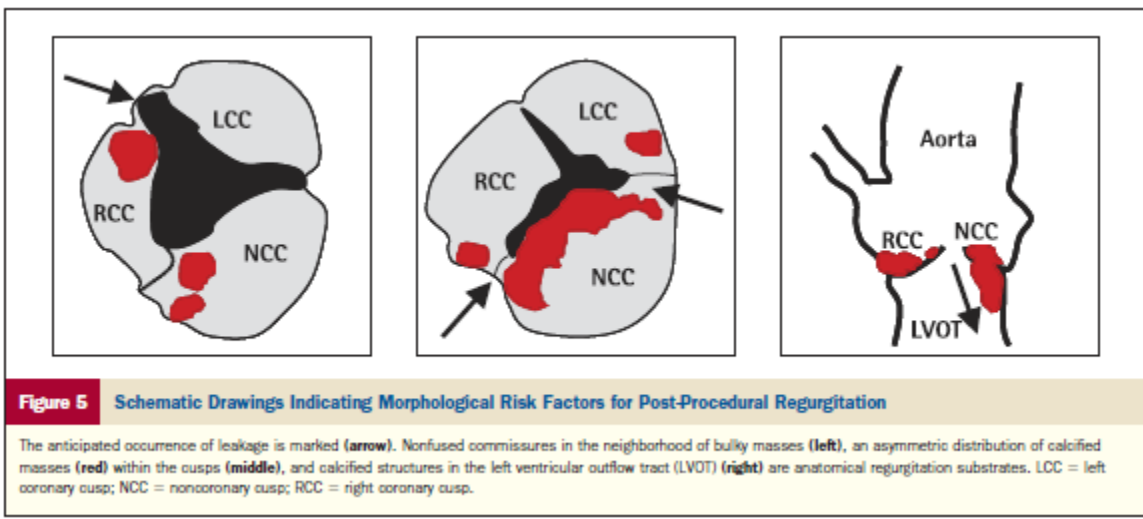 LCC
RCC
NCC
LCC
RCC
NCC
Aorta
RCC
NCC
LVOT
Figure 5 Schematic Drawings Indicating Morphological Risk Factors for Post-Procedural Regurgitation
The anticipated occurrence of leakage is marked (arrow). Nonfused commissures in the neighborhood of bulky masses (left), an asymmetric distribution of calcified
masses (red) within the cusps (middle), and calcified structures in the left ventricular outflow tract (LVOT) (right) are anatomical regurgitation substrates. LCC = left
coronary cusp; NCC = noncoronary cusp; RCC = right coronary cusp.